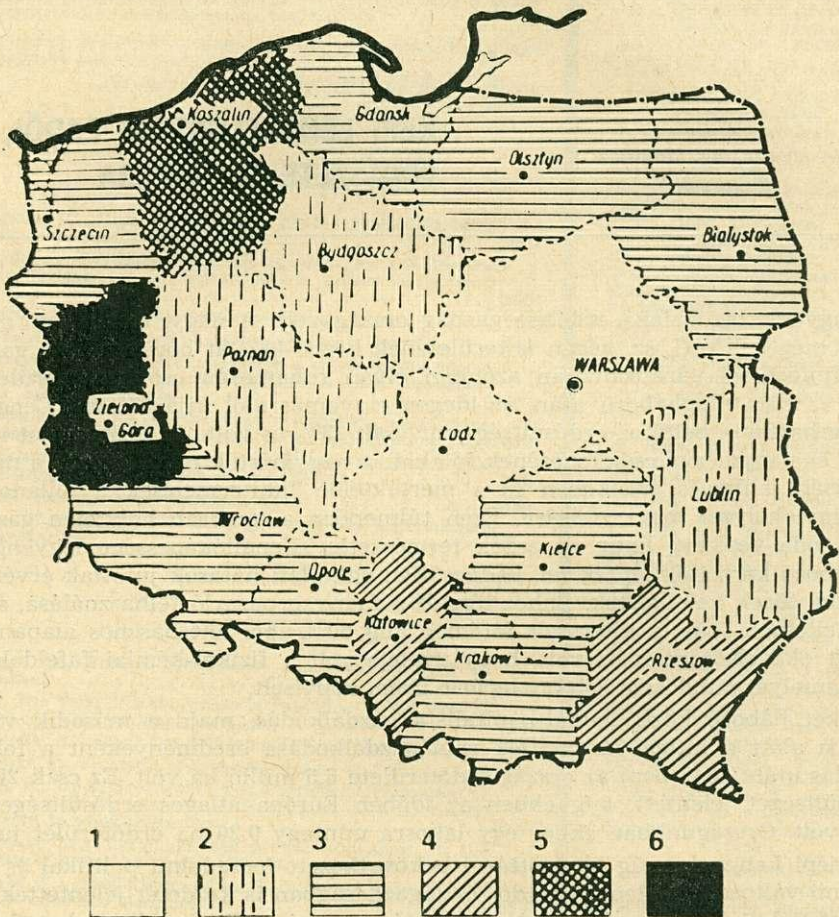 Koszalin
Gdańsk
Olsztyn
Szczecin
Białystok
Bydgoszcz
Poznań
WARSZAWA
Zielona
Góra
Łodz
Lublin
Wrocław
Kielce
Opole
Katowice
Kraków
Rzeszów
1 2 3 4 5 6